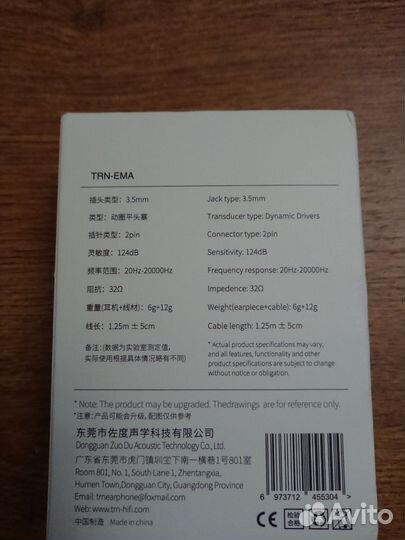 TRN-EMA
插头类型： 3.5mm Jack type: 3.5mm
类型：动圈平头塞 Transducer type: Dynamic Drivers
插针类型： 2pin Connector type: 2pin
灵敏度： 124dB Sensitivity: 124dB
频率范围： 20Hz-20000Hz Frequency response: 20Hz-20000Hz
阻抗： 32Ω Impedence: 32Ω
重量(耳机+线材)： 6g+12g Weight(earpiece+cable): 6g+12g
线长： 1.25m ± 5cm Cable length: 1.25m ± 5cm
备注：(数据为实验室测定值，
实际使用根据具体情况略有不同)
* Actual product specifications may vary,
and all features, functionality and other
product specifications are subject to change
without notice or obligation.
*Note: The product may be upgraded. Thedrawings are for reference only.
*注意：产品可能会升级，配图仅供参考
东莞市佐度声学科技有限公司
Dongguan Zuo Du Acoustic Technology Co., Ltd
广东省东莞市虎门镇南坣下南一横巷1号801室
Room 801, No. 1, South Lane 1, Zhentangxia,
Humen Town,Dongguan City, Guangdong Province
Email: trnearphone@foxmail.com
Web: www.trn-hifi.com
中国制造 Made in China
6 973712 455304 >
CE 检验合格
Avito